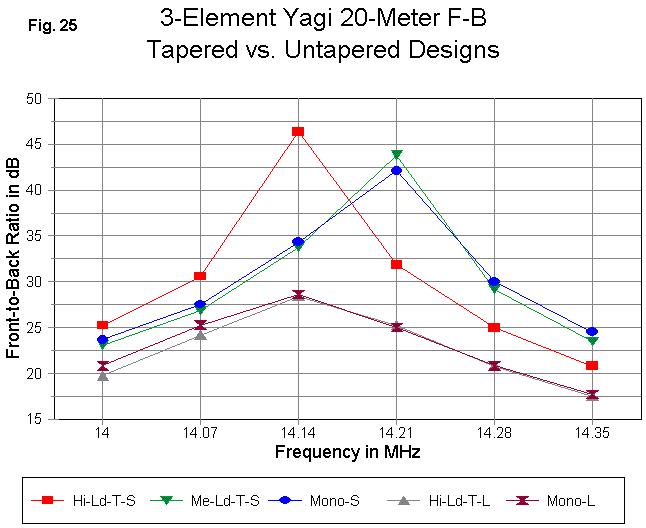 Fig. 25
3-Element Yagi 20-Meter F-B
Tapered vs. Untapered Designs
Front-to-Back Ratio in dB
50
45
40
35
30
25
20
15
14 14.07 14.14 14.21 14.28 14.35
Frequency in MHz
Hi-Ld-T-S Me-Ld-T-S Mono-S Hi-Ld-T-L Mono-L